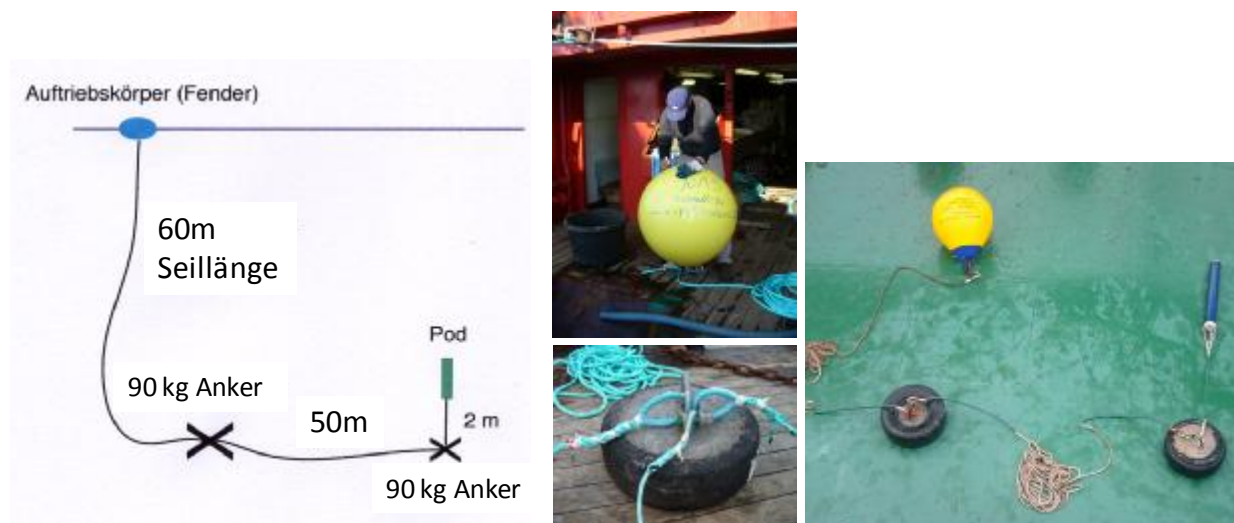 Auftriebskörper (Fender)
60m
Seillänge
Pod
90 kg Anker
50m
2 m
90 kg Anker